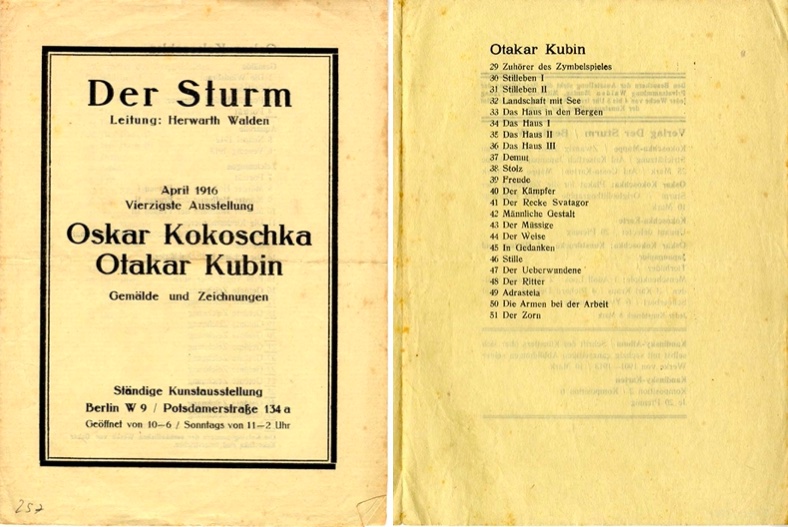 Der Sturm
Leitung: Herwarth Walden
April 1916
Vierzigste Ausstellung
Oskar Kokoschka
Otakar Kubin
Gemälde und Zeichnungen
Ständige Kunstausstellung
Berlin W 9 / Potsdamerstraße 134 a
Geöffnet von 10–6 / Sonntags von 11–2 Uhr
257
Otakar Kubin
29 Zuhörer des Zymbelspieles
30 Stilleben I
31 Stilleben II
32 Landschaft mit See
33 Das Haus in den Bergen
34 Das Haus I
35 Das Haus II
36 Das Haus III
37 Demut
38 Stolz
39 Freude
40 Der Kämpfer
41 Der Recke Svatagor
42 Männliche Gestalt
43 Der Müssige
44 Der Weise
45 In Gedanken
46 Stille
47 Der Ueberwundene
48 Der Ritter
49 Adrasteia
50 Die Armen bei der Arbeit
51 Der Zorn